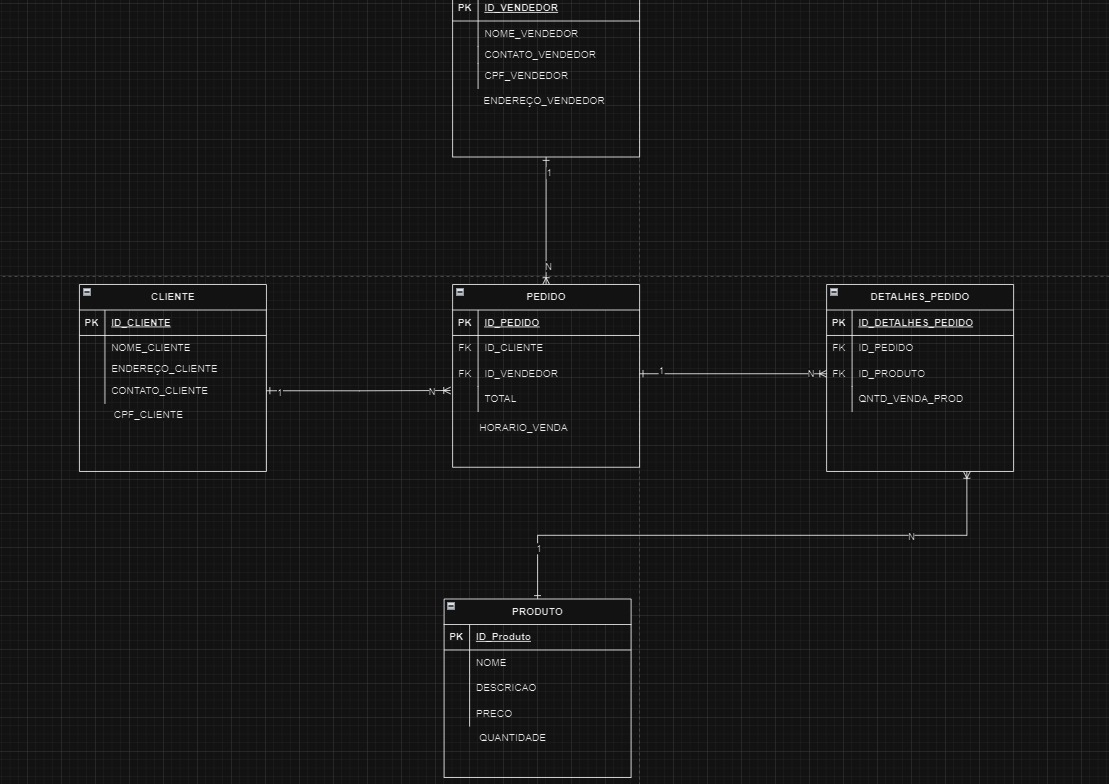 PK ID_VENDEDOR
NOME_VENDEDOR
CONTATO_VENDEDOR
CPF_VENDEDOR
ENDEREÇO_VENDEDOR
1
N
CLIENTE
PK ID_CLIENTE
NOME_CLIENTE
ENDEREÇO_CLIENTE
CONTATO_CLIENTE
CPF_CLIENTE
1
N
PEDIDO
PK ID_PEDIDO
FK ID_CLIENTE
FK ID_VENDEDOR
TOTAL
HORARIO_VENDA
1
N
DETALHES_PEDIDO
PK ID_DETALHES_PEDIDO
FK ID_PEDIDO
FK ID_PRODUTO
QNTD_VENDA_PROD
N
1
PRODUTO
PK ID_Produto
NOME
DESCRICAO
PRECO
QUANTIDADE